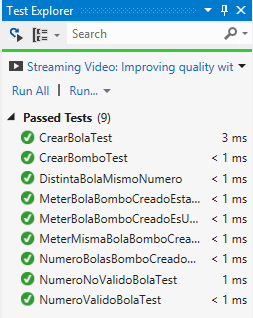 Test Explorer
Search
Streaming Video: Improving quality wit
Run All | Run...
Passed Tests (9)
CrearBolaTest 3 ms
CrearBomboTest < 1 ms
DistintaBolaMismoNumero < 1 ms
MeterBolaBomboCreadoEsta... < 1 ms
MeterBolaBomboCreadoEsU... < 1 ms
MeterMismaBolaBomboCrea... < 1 ms
NumeroBolasBomboCreado... < 1 ms
NumeroNoValidoBolaTest 1 ms
NumeroValidoBolaTest < 1 ms